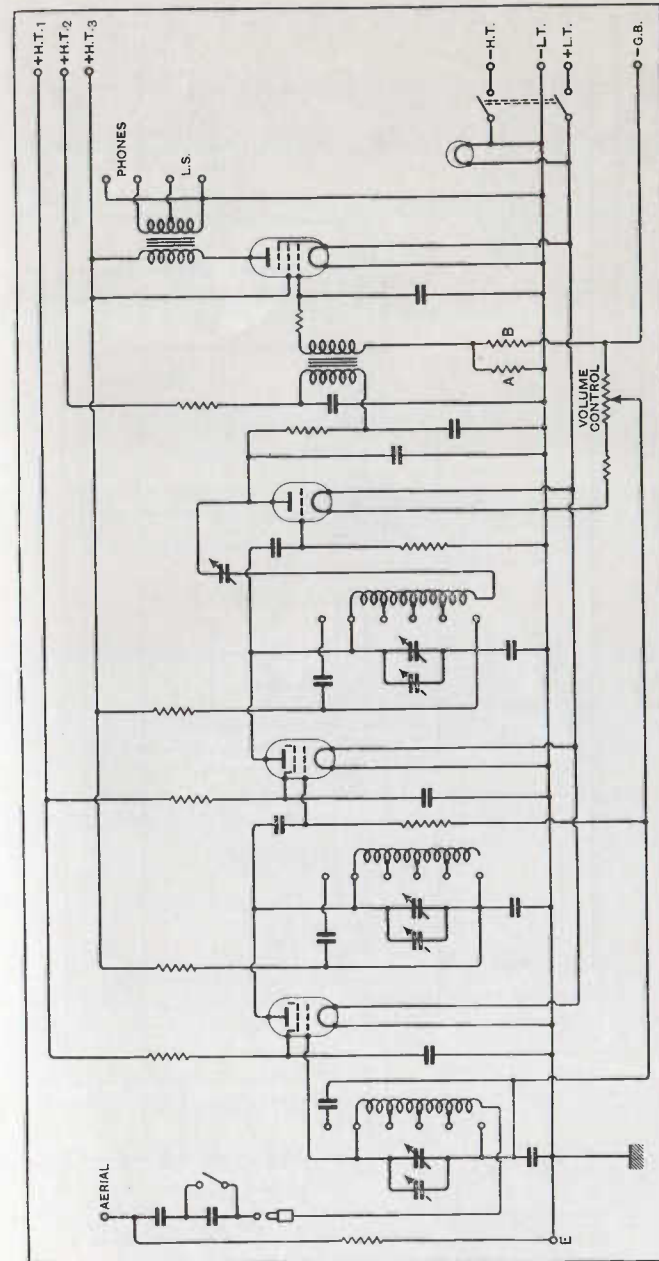 +H.T.1
+H.T.2
+H.T.3
PHONES
L.S.
-H.T.
-L.T.
+L.T.
-G.B.
A
B
VOLUME
CONTROL
AERIAL
E